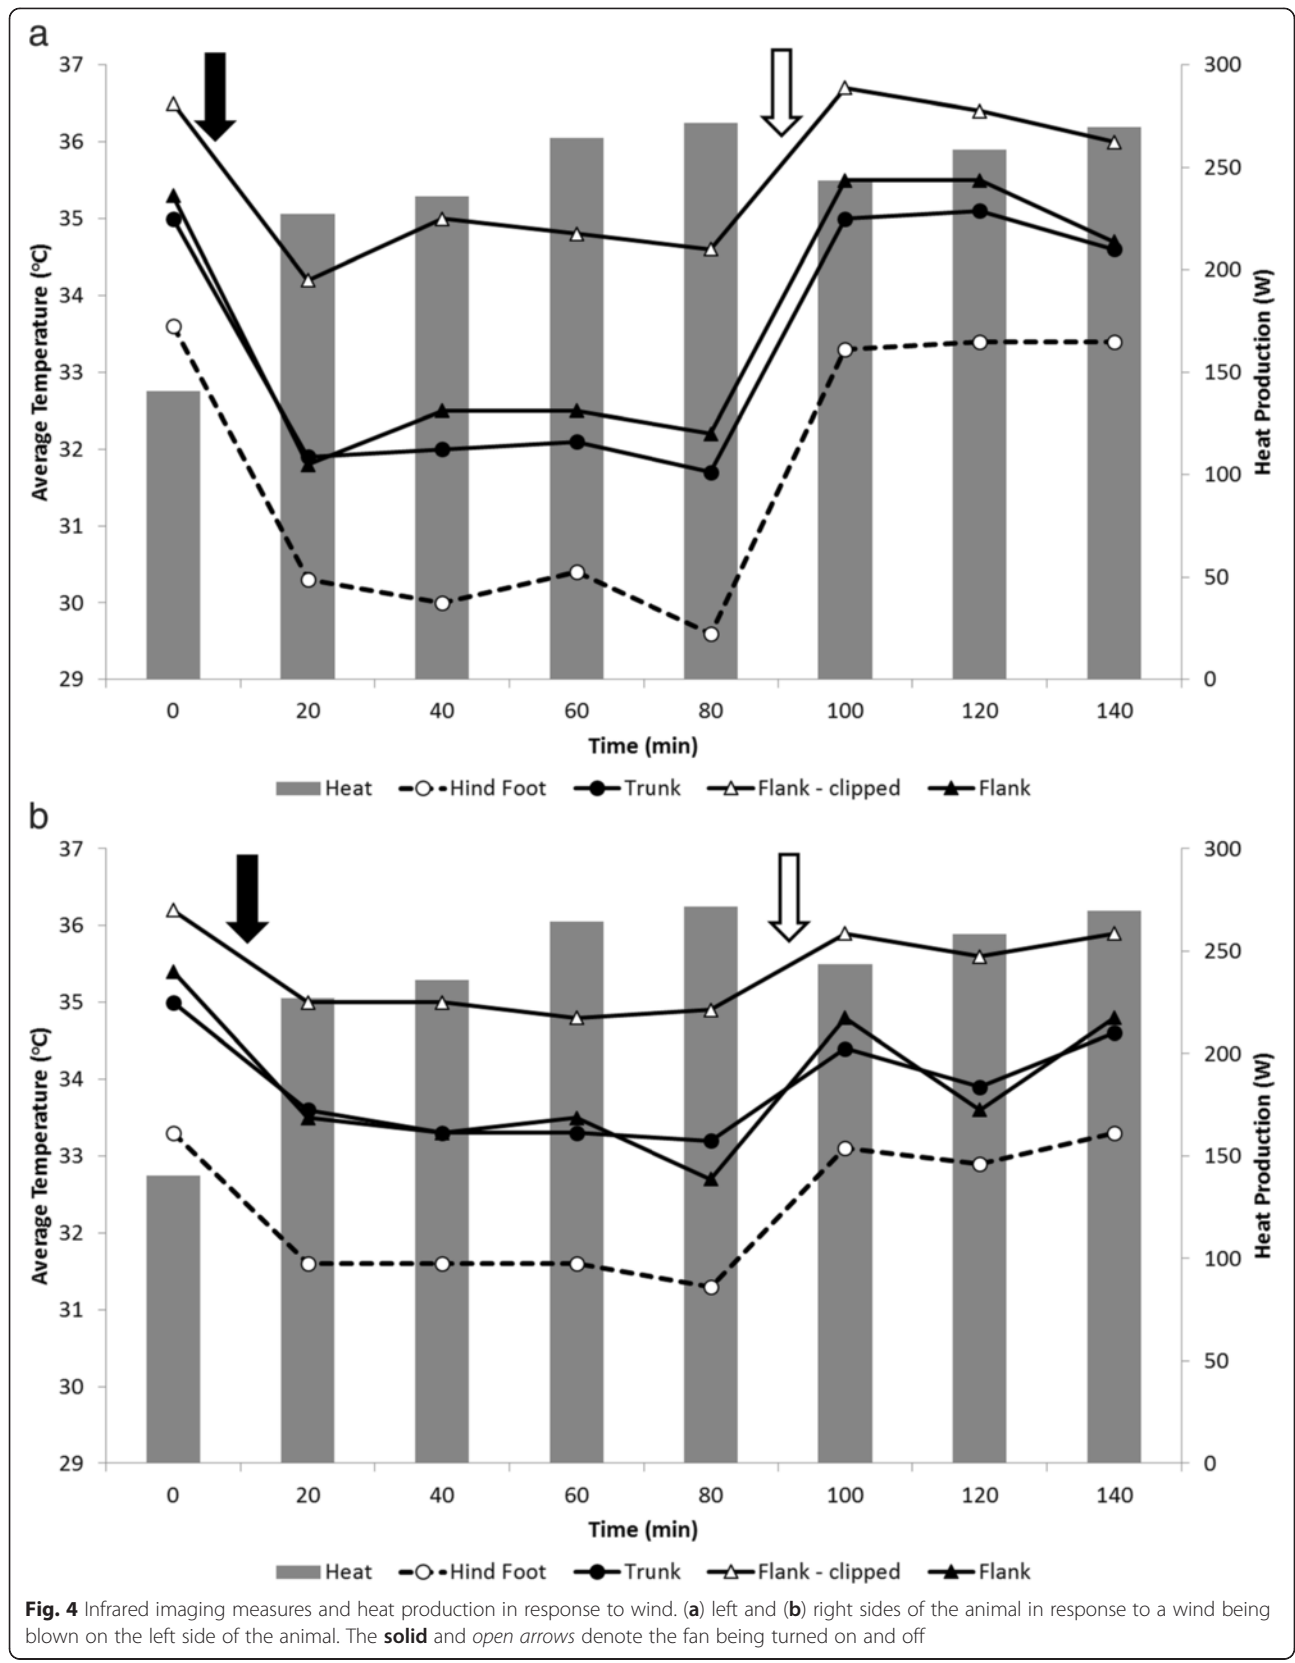 a
37
36
35
34
33
32
31
30
29
Average Temperature (°C)
300
250
200
150
100
50
0
Heat Production (W)
0 20 40 60 80 100 120 140
Time (min)
Heat Hind Foot Trunk Flank - clipped Flank
b
37
36
35
34
33
32
31
30
29
Average Temperature (°C)
300
250
200
150
100
50
0
Heat Production (W)
0 20 40 60 80 100 120 140
Time (min)
Heat Hind Foot Trunk Flank - clipped Flank
Fig. 4 Infrared imaging measures and heat production in response to wind. (a) left and (b) right sides of the animal in response to a wind being
blown on the left side of the animal. The solid and open arrows denote the fan being turned on and off